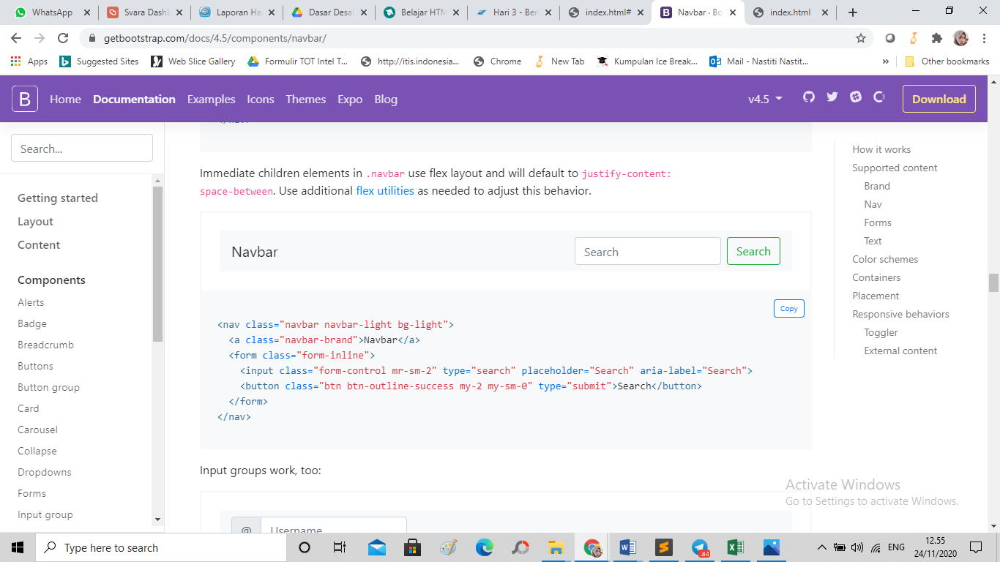 WhatsApp
Svara Dashb
Laporan Ha
Dasar Desai
Belajar HTM
Hari 3 - Ber
index.html#
Navbar · Bo
index.html
getbootstrap.com/docs/4.5/components/navbar/
Apps
Suggested Sites
Web Slice Gallery
Formulir TOT Intel T...
http://itis.indonesia...
Chrome
New Tab
Kumpulan Ice Break...
Mail - Nastiti Nastit...
»
Other bookmarks
B
Home
Documentation
Examples
Icons
Themes
Expo
Blog
v4.5
Download
Search...
Getting started
Layout
Content
Components
Alerts
Badge
Breadcrumb
Buttons
Button group
Card
Carousel
Collapse
Dropdowns
Forms
Input group
Immediate children elements in .navbar use flex layout and will default to justify-content:
space-between. Use additional flex utilities as needed to adjust this behavior.
Navbar
Search
Search
Copy
<nav class="navbar navbar-light bg-light">
  <a class="navbar-brand">Navbar</a>
  <form class="form-inline">
    <input class="form-control mr-sm-2" type="search" placeholder="Search" aria-label="Search">
    <button class="btn btn-outline-success my-2 my-sm-0" type="submit">Search</button>
  </form>
</nav>
Input groups work, too:
@
Username
How it works
Supported content
Brand
Nav
Forms
Text
Color schemes
Containers
Placement
Responsive behaviors
Toggler
External content
Activate Windows
Go to Settings to activate Windows.
Type here to search
84
ENG
12.55
24/11/2020